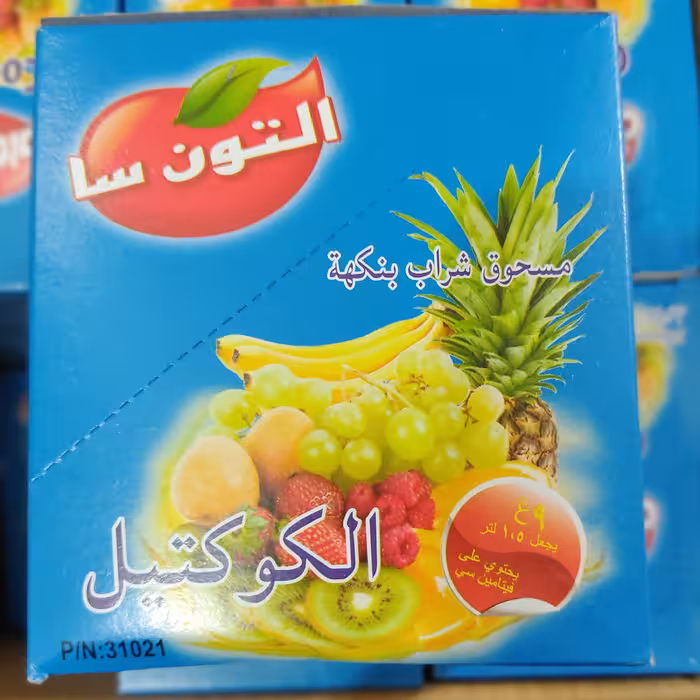 التون سا
مسحوق شراب بنكهة
الكوكتيل
٩ غ
يجعل ١،٥ لتر
يحتوي على
فيتامين سي
P/N:31021